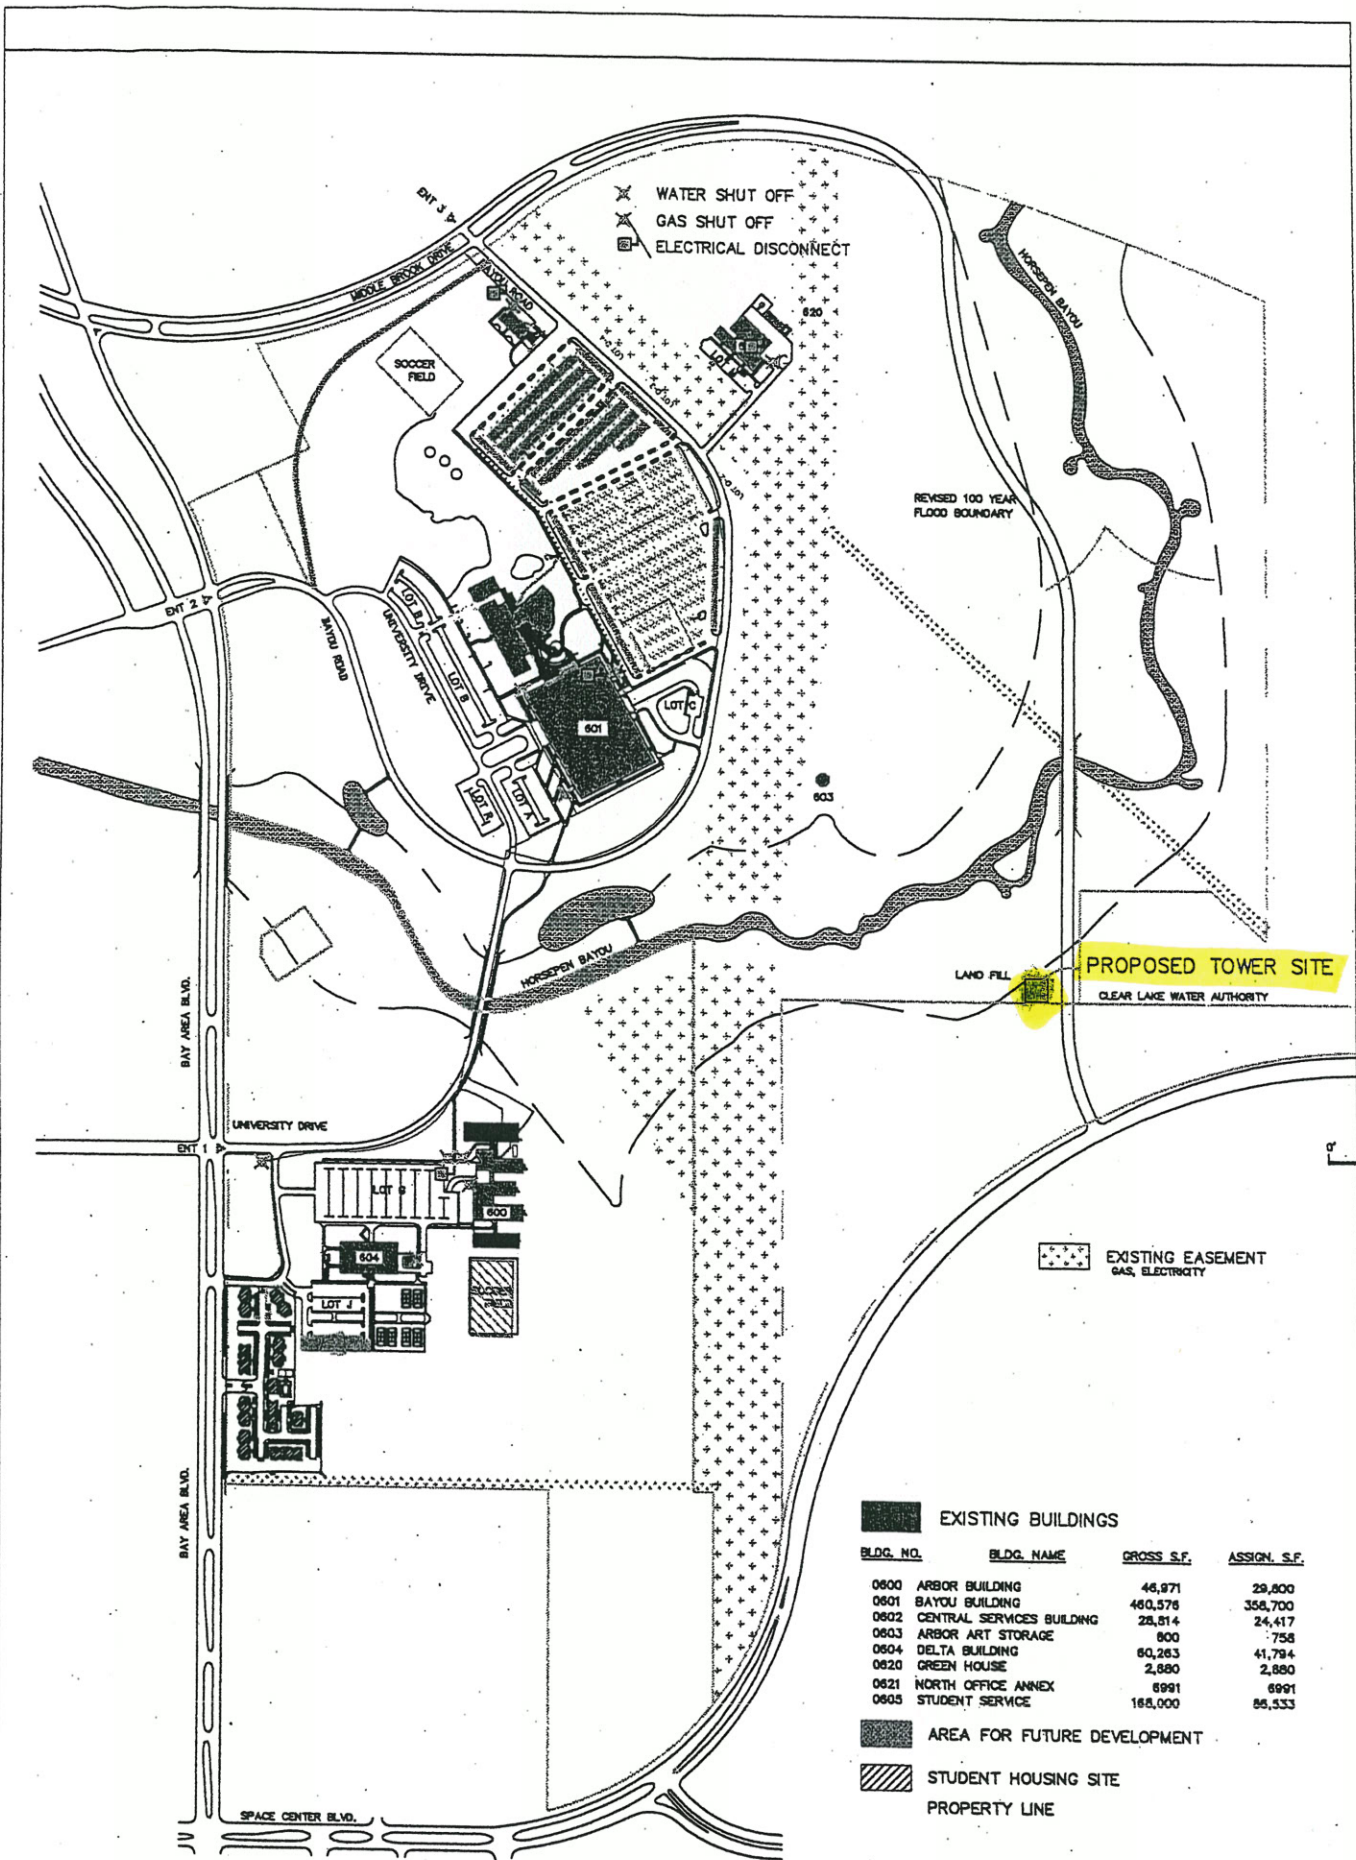 WATER SHUT OFF
GAS SHUT OFF
ELECTRICAL DISCONNECT
ENT 3
MIDDLE BROOK DRIVE
BAYOU ROAD
HORSEPEN BAYOU
620
SOCCER
FIELD
LOT D-1
LOT D-2
REVISED 100 YEAR
FLOOD BOUNDARY
ENT 2
BAYOU ROAD
UNIVERSITY DRIVE
LOT B
LOT C
601
LOT R
LOT A
603
HORSEPEN BAYOU
LAND FILL
PROPOSED TOWER SITE
CLEAR LAKE WATER AUTHORITY
BAY AREA BLVD.
UNIVERSITY DRIVE
ENT 1
LOT G
600
604
LOT J
0'
EXISTING EASEMENT
GAS, ELECTRICITY
BAY AREA BLVD.
SPACE CENTER BLVD.
EXISTING BUILDINGS
BLDG. NO. BLDG. NAME GROSS S.F. ASSIGN. S.F.
0600 ARBOR BUILDING 46,971 29,800
0601 BAYOU BUILDING 460,576 358,700
0602 CENTRAL SERVICES BUILDING 28,814 24,417
0603 ARBOR ART STORAGE 800 758
0604 DELTA BUILDING 60,263 41,794
0620 GREEN HOUSE 2,880 2,880
0621 NORTH OFFICE ANNEX 6991 6991
0605 STUDENT SERVICE 168,000 86,533
AREA FOR FUTURE DEVELOPMENT
STUDENT HOUSING SITE
PROPERTY LINE